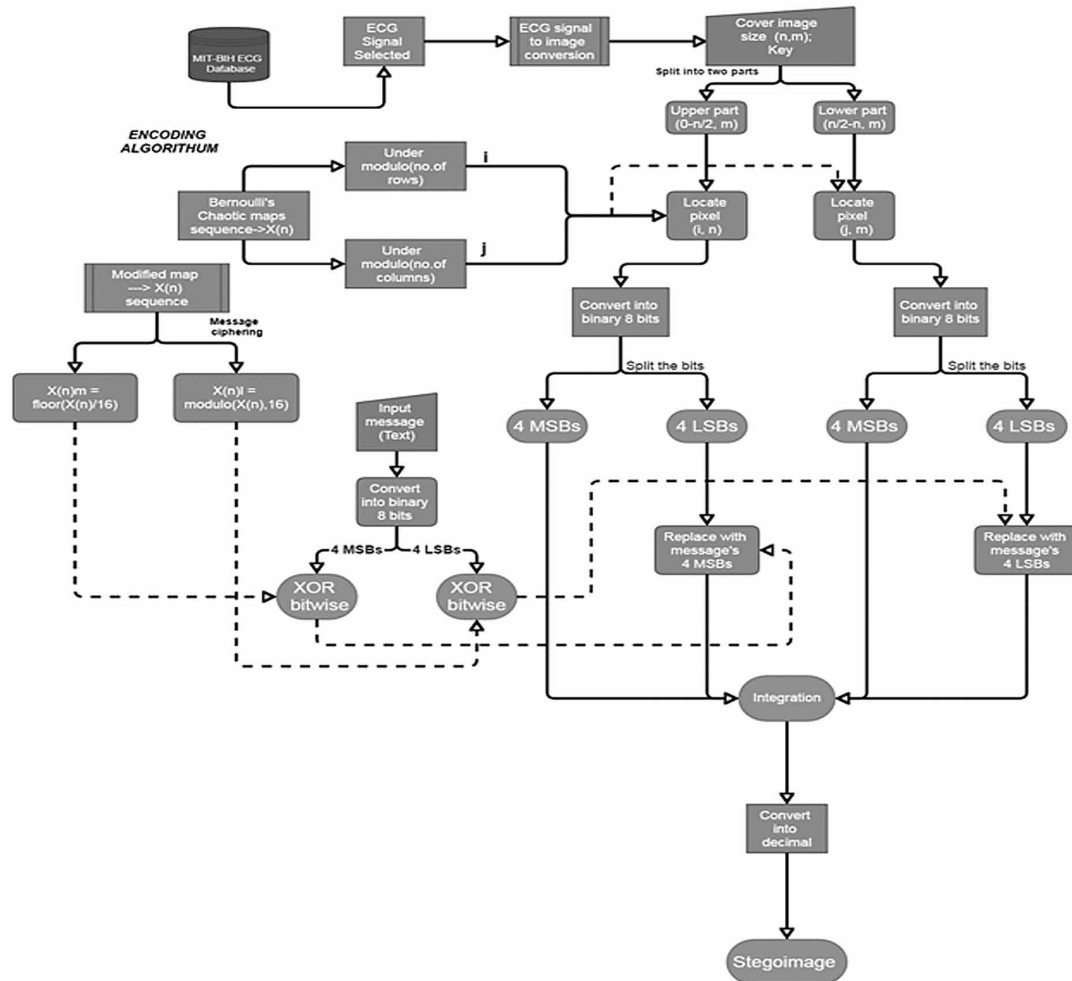 MIT-BIH ECG
Database
ECG
Signal
Selected
ECG signal
to image
conversion
Cover image
size (n,m);
Key
Split into two parts
Upper part
(0-n/2, m)
Lower part
(n/2-n, m)
ENCODING
ALGORITHUM
Under
modulo(no.of
rows)
i
Bernoulli's
Chaotic maps
sequence->X(n)
Under
modulo(no.of
columns)
j
Locate
pixel
(i, n)
Locate
pixel
(j, m)
Modified map
---> X(n)
sequence
Message
ciphering
X(n)m =
floor(X(n)/16)
X(n)l =
modulo(X(n),16)
Convert into
binary 8 bits
Convert into
binary 8 bits
Split the bits
Split the bits
4 MSBs
4 LSBs
4 MSBs
4 LSBs
Input
message
(Text)
Convert
into binary
8 bits
4 MSBs
4 LSBs
XOR
bitwise
XOR
bitwise
Replace with
message's
4 MSBs
Replace with
message's
4 LSBs
Integration
Convert
into
decimal
Stegoimage